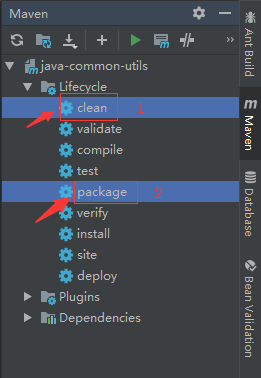 Maven
java-common-utils
Lifecycle
clean
1
validate
compile
test
package
2
verify
install
site
deploy
Plugins
Dependencies
Ant Build
m Maven
Database
Bean Validation